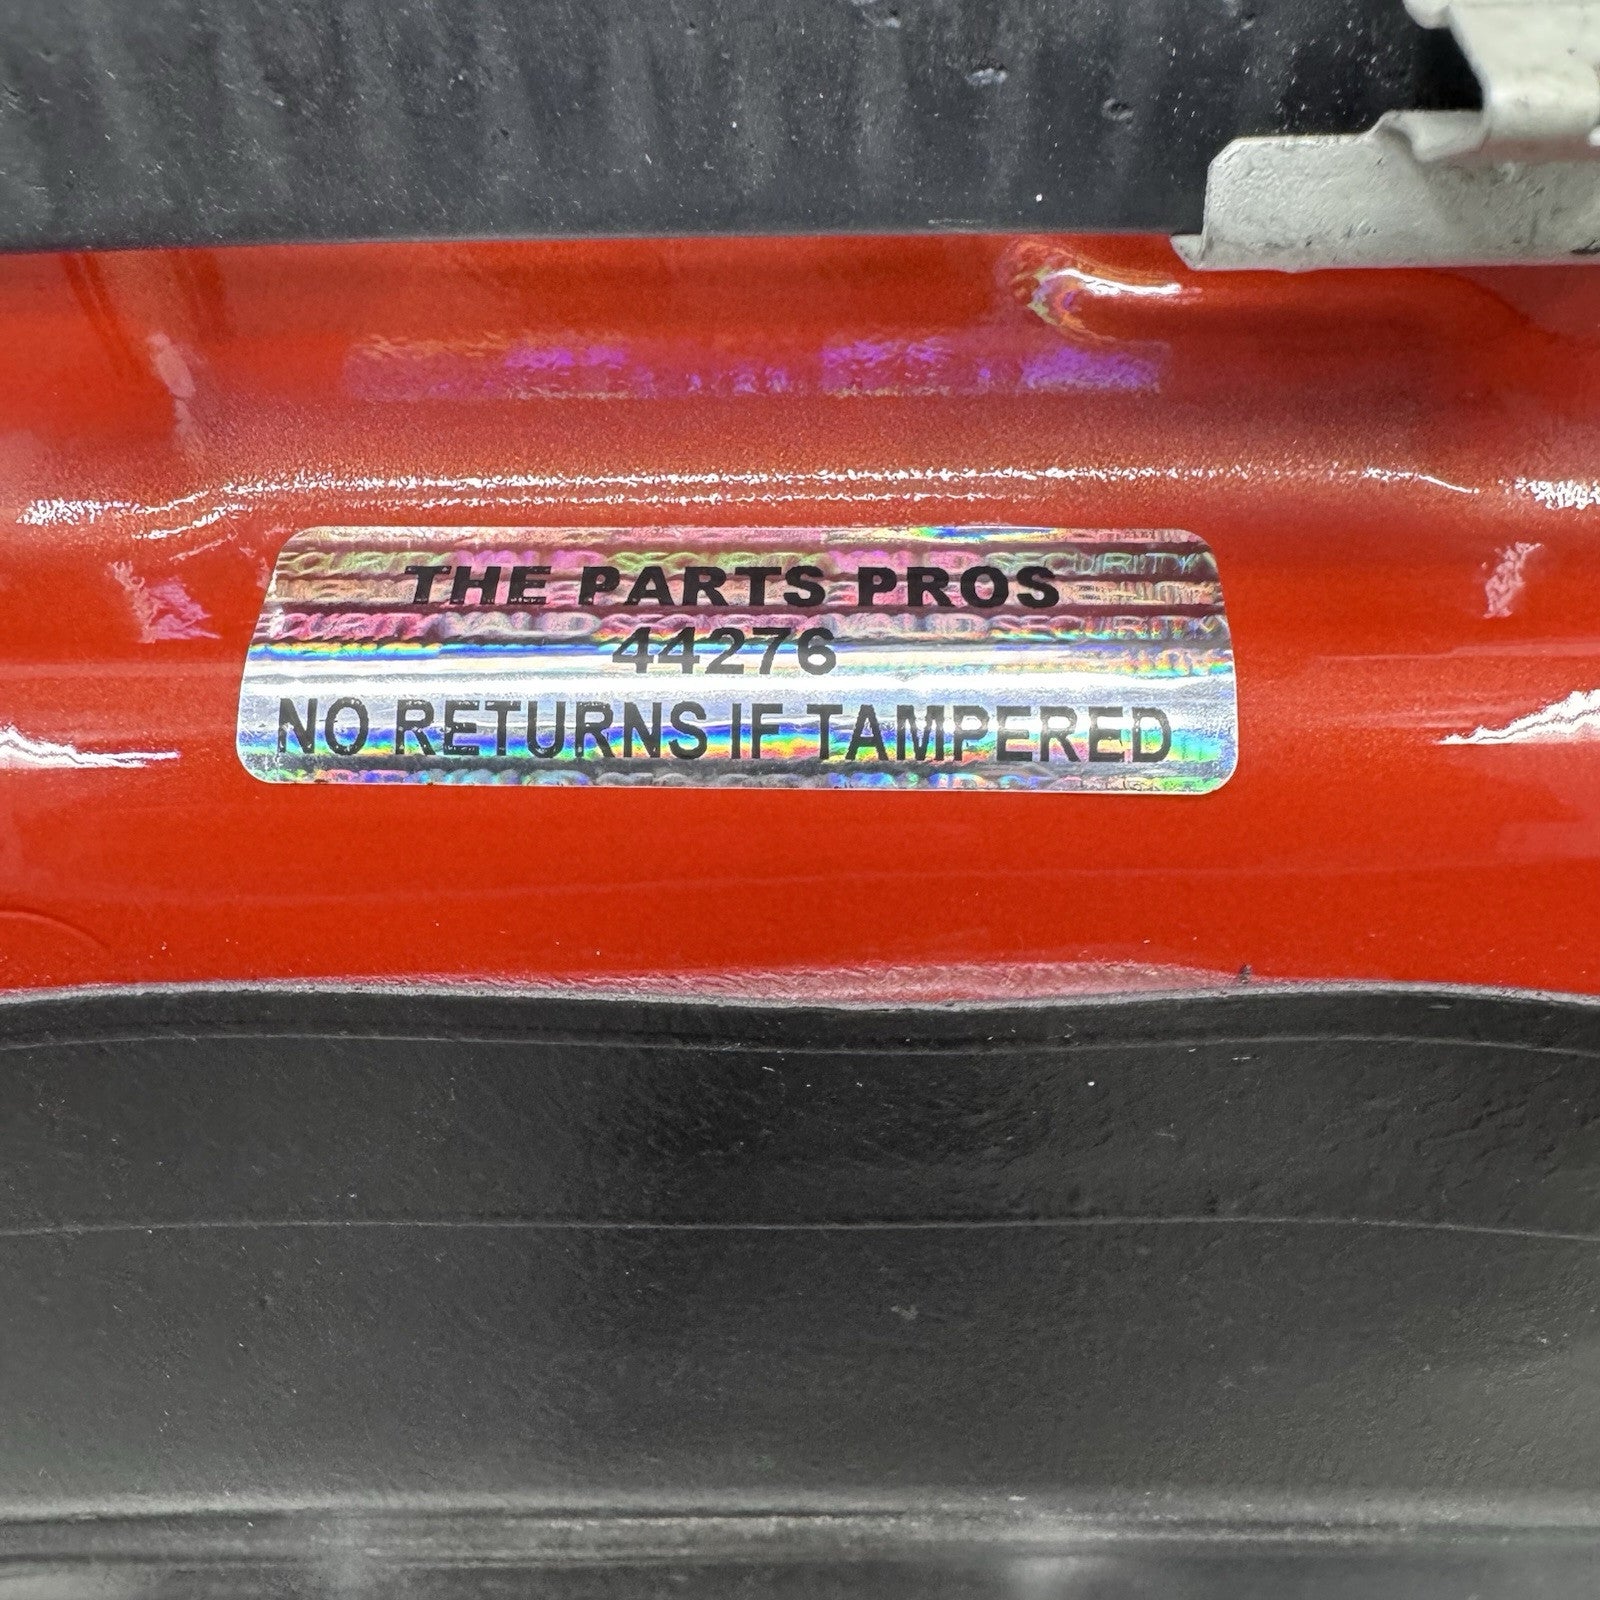 THE PARTS PROS
44276
NO RETURNS IF TAMPERED